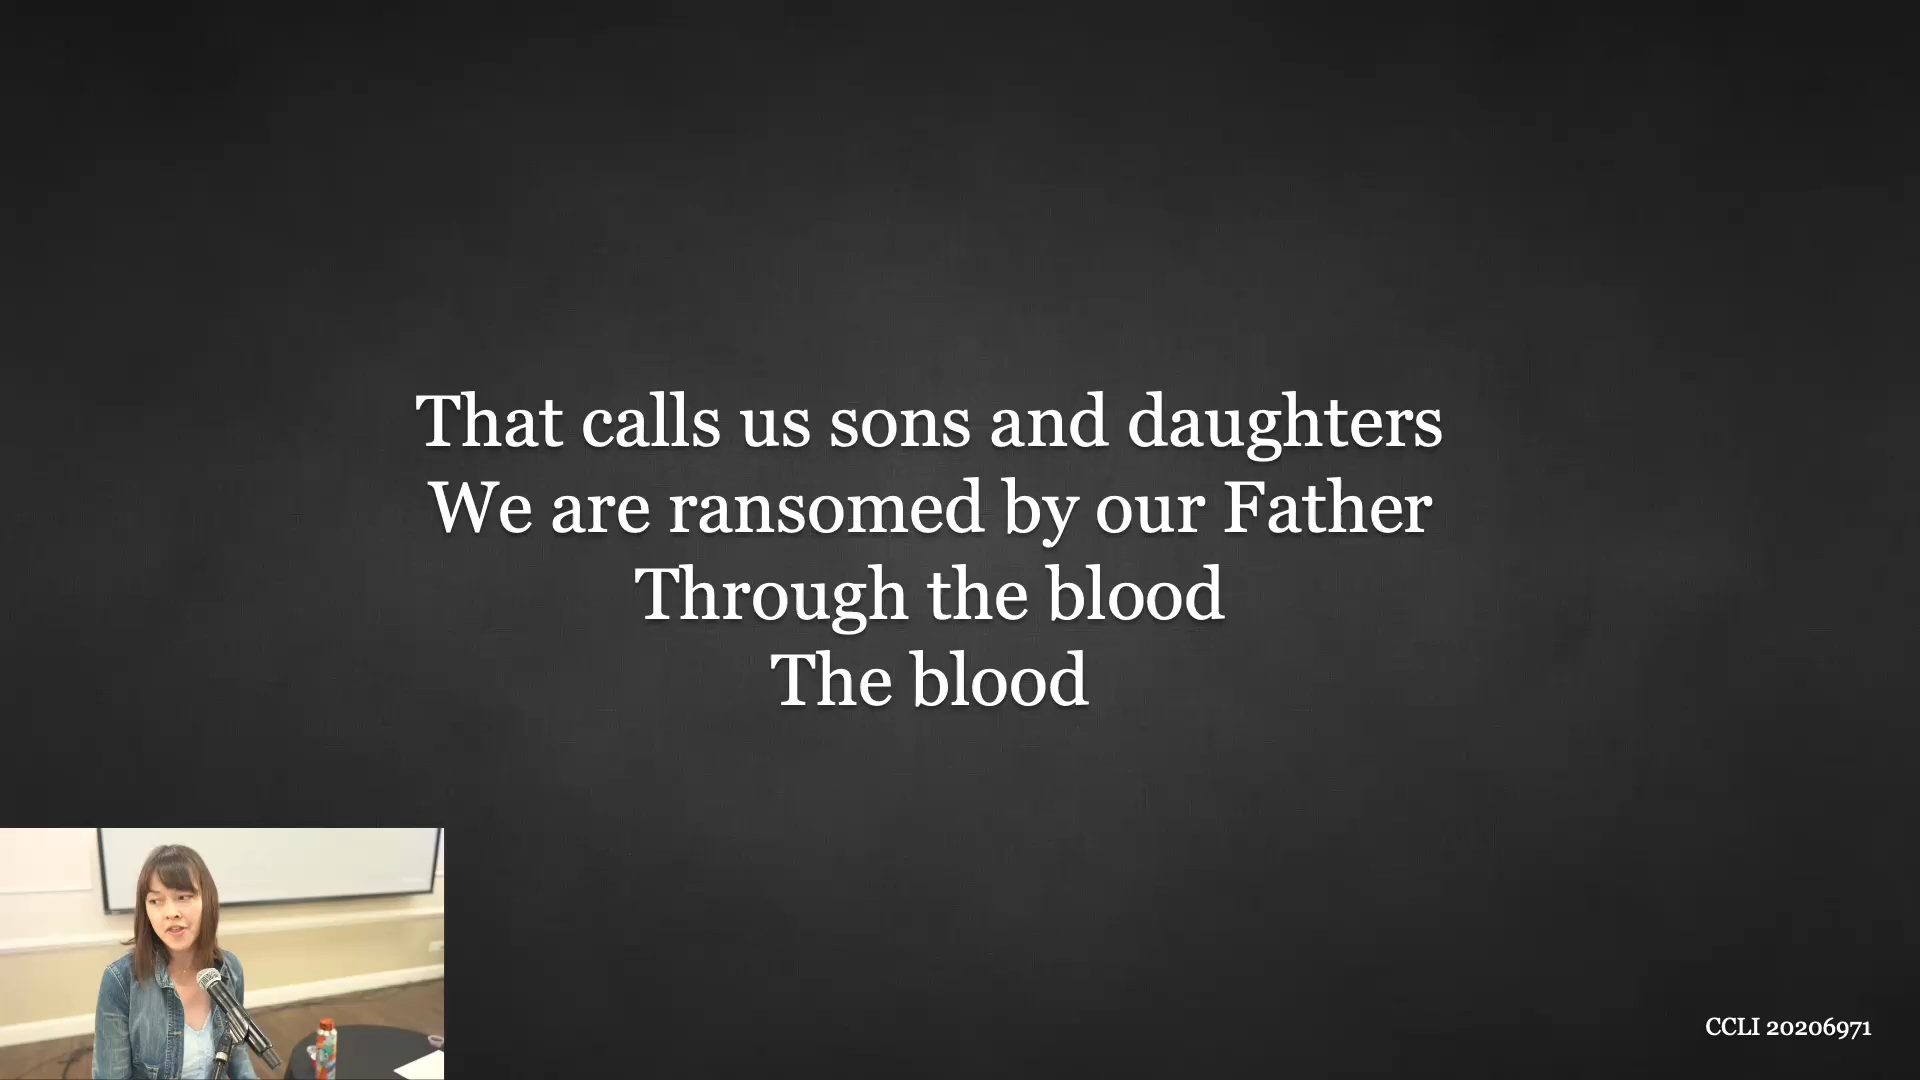 That calls us sons and daughters
We are ransomed by our Father
Through the blood
The blood
CCLI 20206971